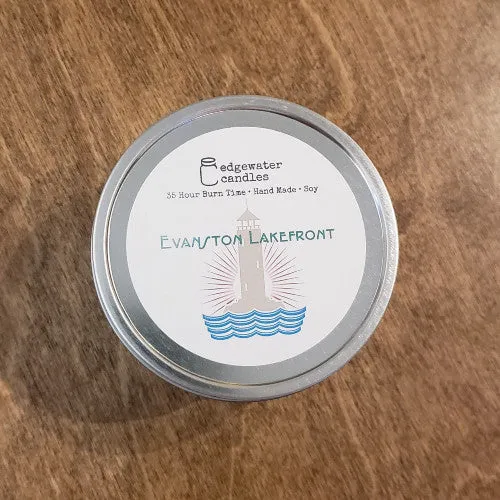 edgewater
candles
35 Hour Burn Time • Hand Made • Soy
Evanston Lakefront